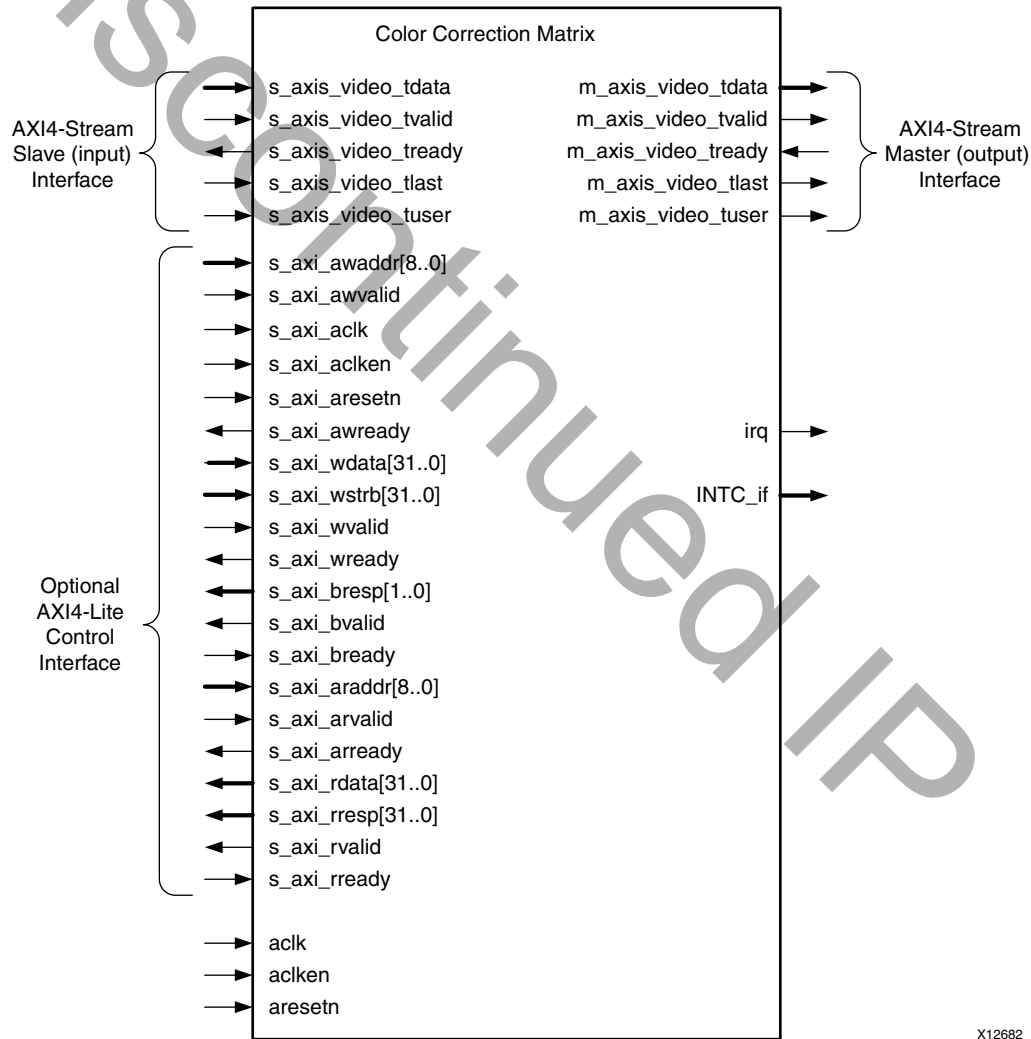 Color Correction Matrix
AXI4-Stream
Slave (input)
Interface
s_axis_video_tdata
s_axis_video_tvalid
s_axis_video_tready
s_axis_video_tlast
s_axis_video_tuser
m_axis_video_tdata
m_axis_video_tvalid
m_axis_video_tready
m_axis_video_tlast
m_axis_video_tuser
AXI4-Stream
Master (output)
Interface
Optional
AXI4-Lite
Control
Interface
s_axi_awaddr[8..0]
s_axi_awvalid
s_axi_aclk
s_axi_aclken
s_axi_aresetn
s_axi_awready
s_axi_wdata[31..0]
s_axi_wstrb[31..0]
s_axi_wvalid
s_axi_wready
s_axi_bresp[1..0]
s_axi_bvalid
s_axi_bready
s_axi_araddr[8..0]
s_axi_arvalid
s_axi_arready
s_axi_rdata[31..0]
s_axi_rresp[31..0]
s_axi_rvalid
s_axi_rready
irq
INTC_if
aclk
aclken
aresetn
X12682
iscontinued IP